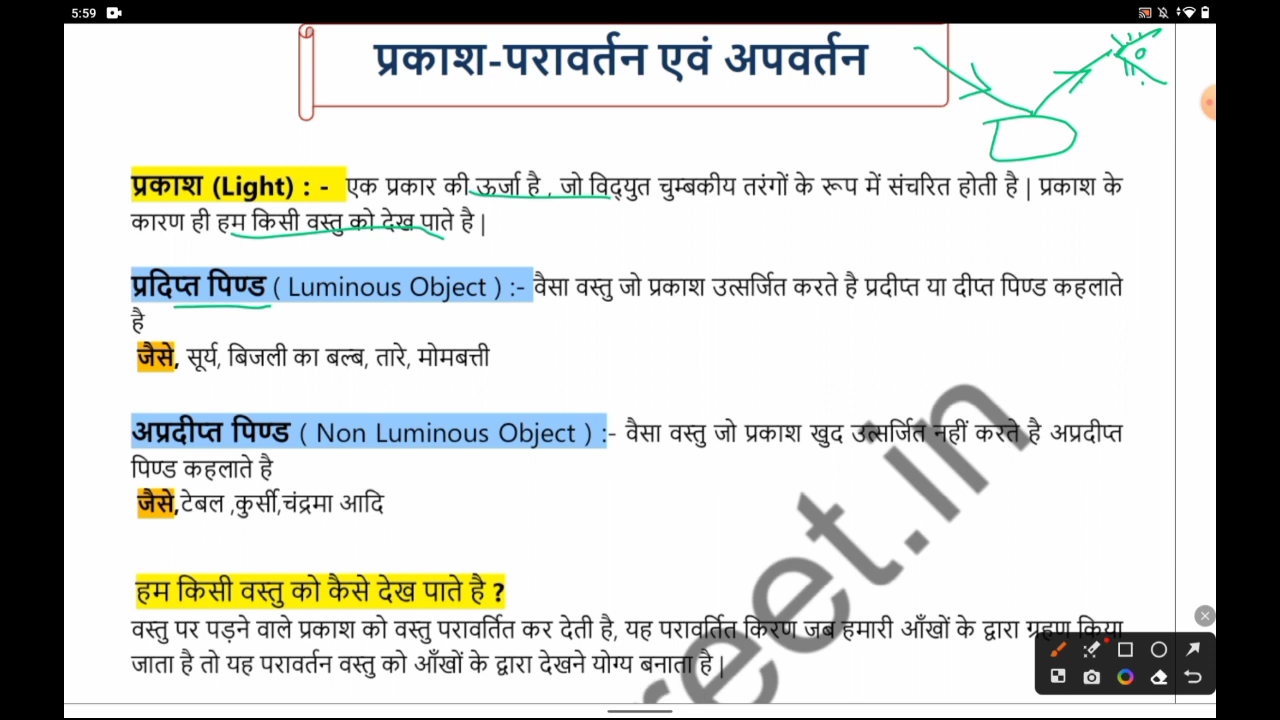 5:59
प्रकाश-परावर्तन एवं अपवर्तन
प्रकाश (Light) : - एक प्रकार की ऊर्जा है , जो विद्युत चुम्बकीय तरंगों के रूप में संचरित होती है | प्रकाश के
कारण ही हम किसी वस्तु को देख पाते है |
प्रदिप्त पिण्ड ( Luminous Object ) :- वैसा वस्तु जो प्रकाश उत्सर्जित करते है प्रदीप्त या दीप्त पिण्ड कहलाते
है
जैसे, सूर्य, बिजली का बल्ब, तारे, मोमबत्ती
अप्रदीप्त पिण्ड ( Non Luminous Object ) :- वैसा वस्तु जो प्रकाश खुद उत्सर्जित नहीं करते है अप्रदीप्त
पिण्ड कहलाते है
जैसे,टेबल ,कुर्सी,चंद्रमा आदि
हम किसी वस्तु को कैसे देख पाते है ?
वस्तु पर पड़ने वाले प्रकाश को वस्तु परावर्तित कर देती है, यह परावर्तित किरण जब हमारी आँखों के द्वारा ग्रहण किया
जाता है तो यह परावर्तन वस्तु को आँखों के द्वारा देखने योग्य बनाता है |
reet.in